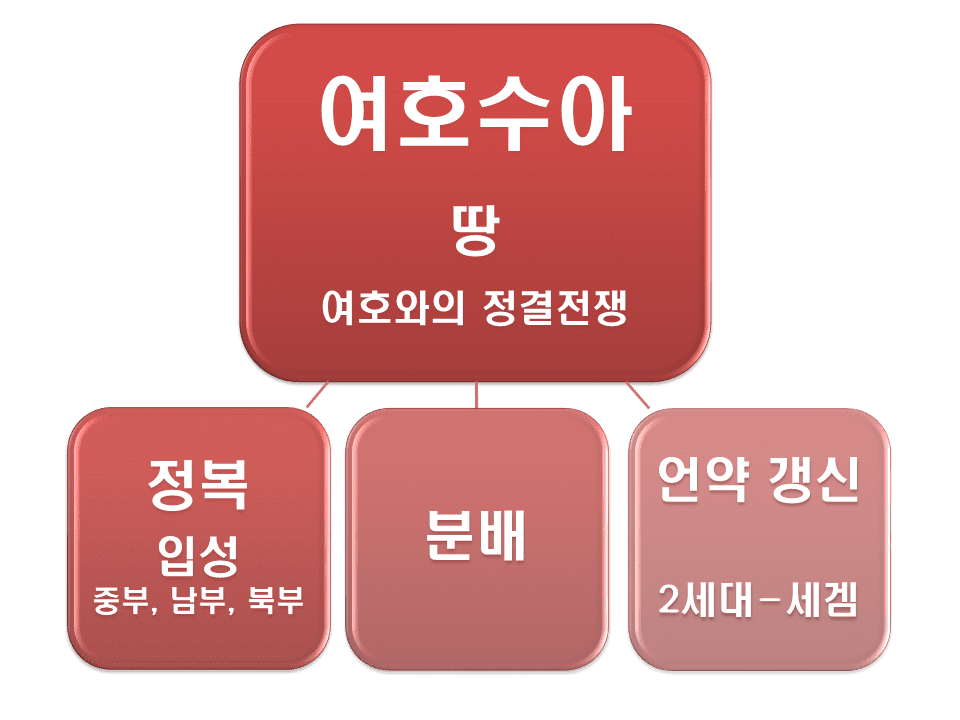 여호수아
땅
여호와의 정결전쟁
정복
입성
중부, 남부, 북부
분배
언약 갱신
2세대-세겜